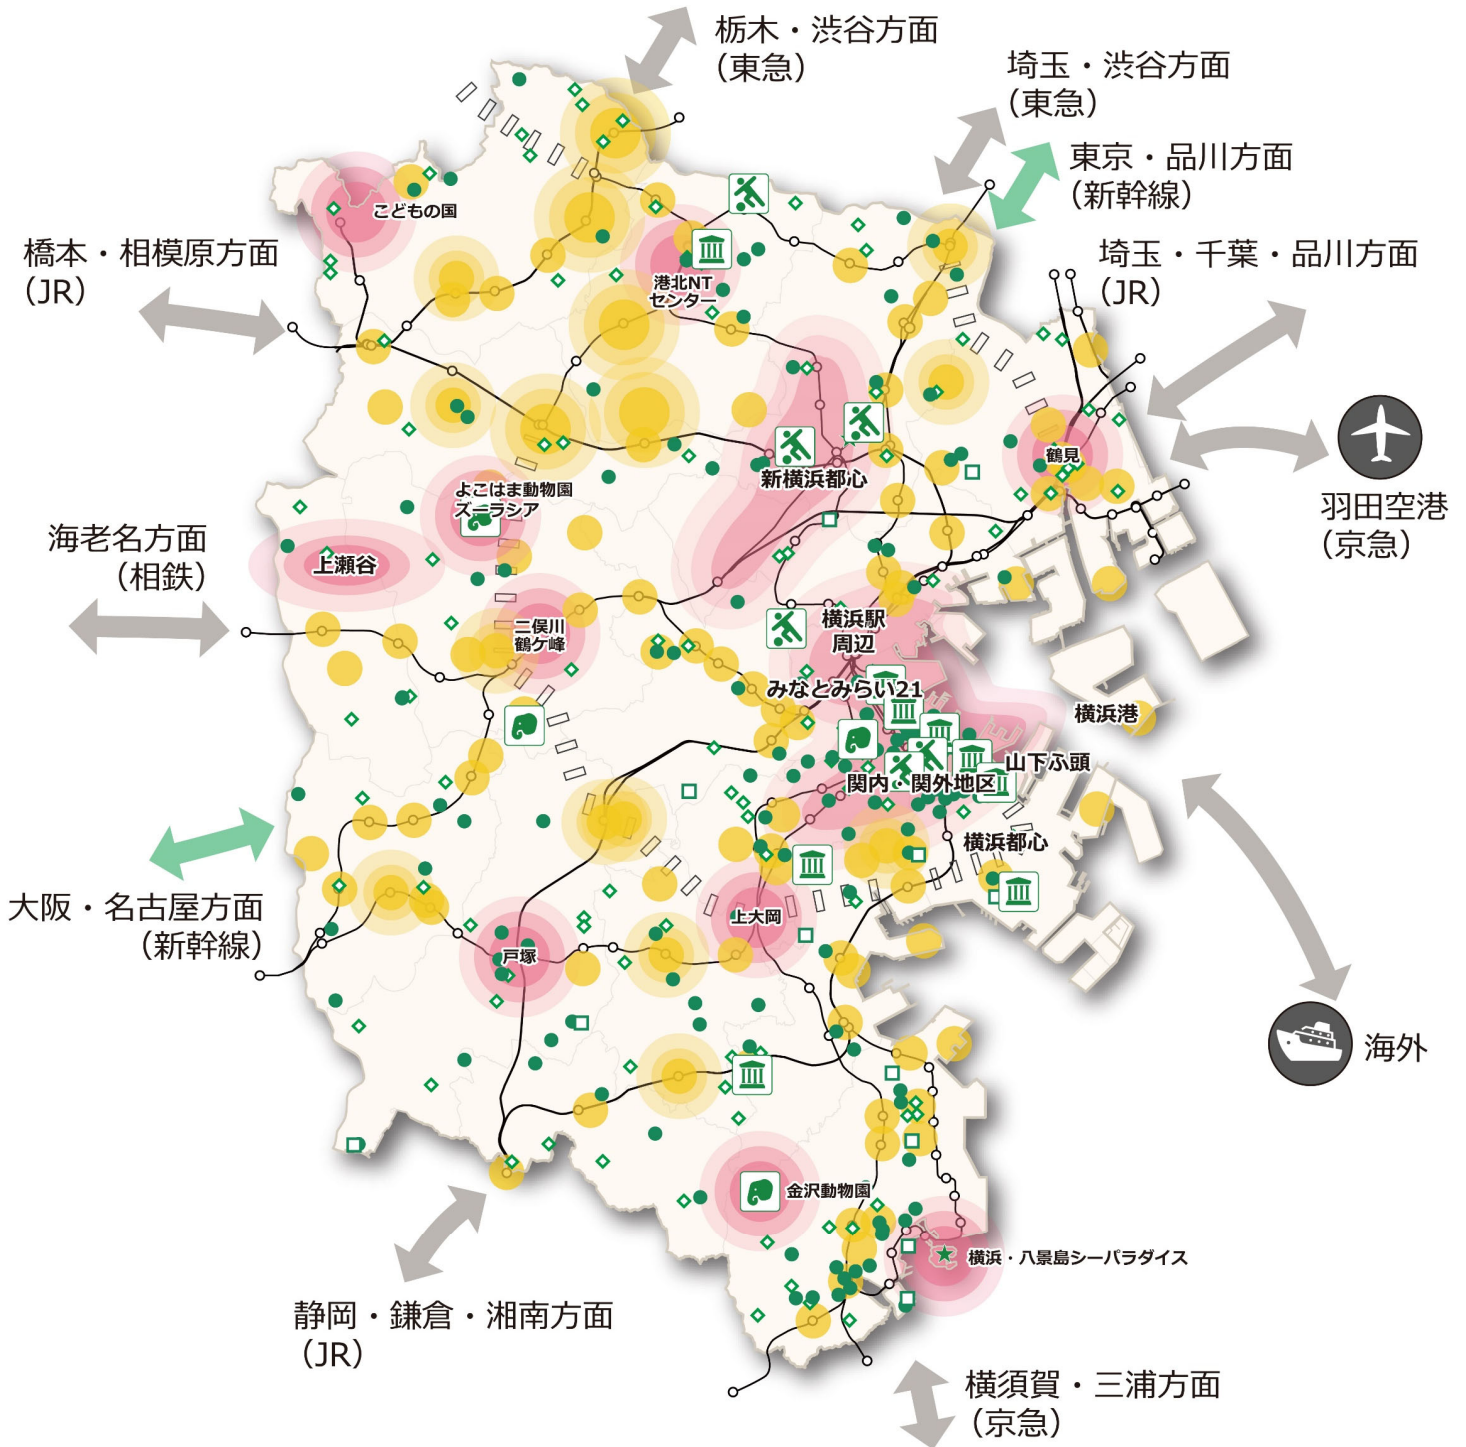 栃木・渋谷方面
(東急)
埼玉・渋谷方面
(東急)
東京・品川方面
(新幹線)
こどもの国
橋本・相模原方面
(JR)
埼玉・千葉・品川方面
(JR)
港北NT
センター
鶴見
新横浜都心
よこはま動物園
ズーラシア
羽田空港
(京急)
海老名方面
(相鉄)
上瀬谷
二俣川
鶴ケ峰
横浜駅
周辺
みなとみらい21
横浜港
山下ふ頭
関内・関外地区
横浜都心
大阪・名古屋方面
(新幹線)
上大岡
戸塚
海外
金沢動物園
横浜・八景島シーパラダイス
静岡・鎌倉・湘南方面
(JR)
横須賀・三浦方面
(京急)